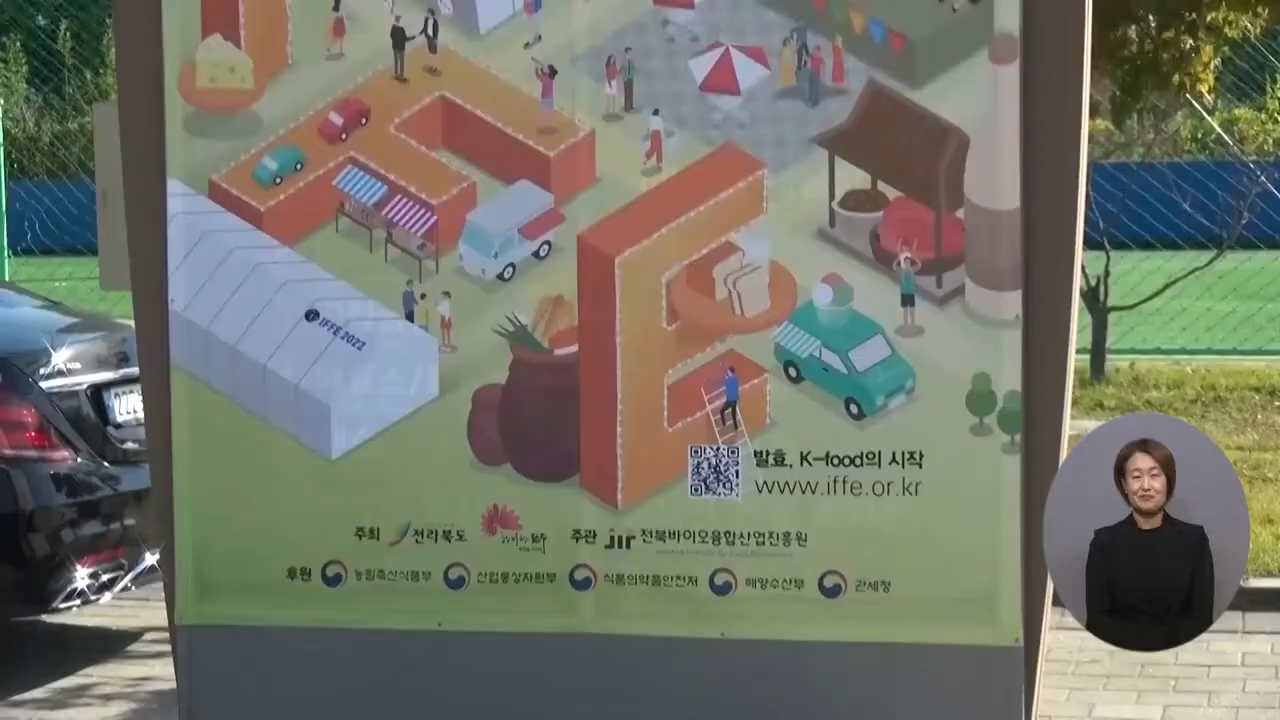 IFFE 2022
발효, K-food의 시작
www.iffe.or.kr
주최 전라북도 주관 jif 전북바이오융합산업진흥원
후원 농림축산식품부 산업통상자원부 식품의약품안전처 해양수산부 관세청